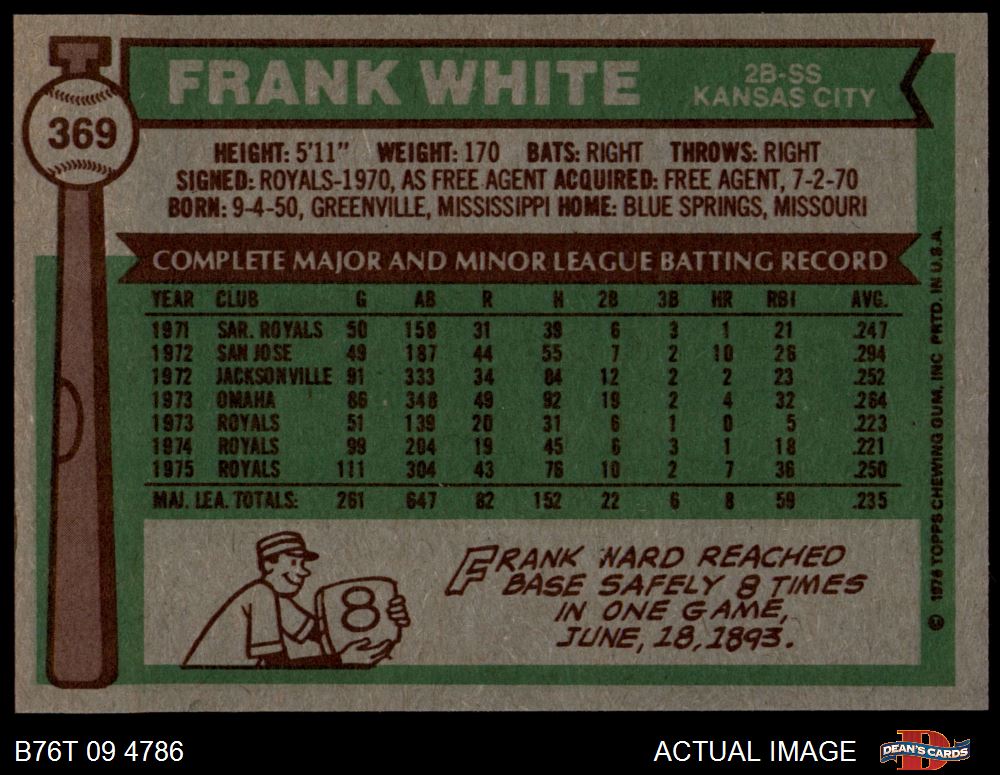 FRANK WHITE
2B-SS
KANSAS CITY
369
HEIGHT: 5'11" WEIGHT: 170 BATS: RIGHT THROWS: RIGHT
SIGNED: ROYALS-1970, AS FREE AGENT ACQUIRED: FREE AGENT, 7-2-70
BORN: 9-4-50, GREENVILLE, MISSISSIPPI HOME: BLUE SPRINGS, MISSOURI
COMPLETE MAJOR AND MINOR LEAGUE BATTING RECORD
YEAR CLUB G AB R H 2B 3B HR RBI AVG.
1971 SAR. ROYALS 50 158 31 39 6 3 1 21 .247
1972 SAN JOSE 49 187 44 55 7 2 10 26 .294
1972 JACKSONVILLE 91 333 34 84 12 2 2 23 .252
1973 OMAHA 86 348 49 92 19 2 4 32 .264
1973 ROYALS 51 139 20 31 6 1 0 5 .223
1974 ROYALS 99 204 19 45 6 3 1 18 .221
1975 ROYALS 111 304 43 76 10 2 7 36 .250
MAJ. LEA. TOTALS: 261 647 82 152 22 6 8 59 .235
8
FRANK WARD REACHED
BASE SAFELY 8 TIMES
IN ONE GAME,
JUNE, 18, 1893.
© 1976 TOPPS CHEWING GUM, INC PRTD. IN U.S.A.
B76T 09 4786
ACTUAL IMAGE
D
DEAN'S CARDS